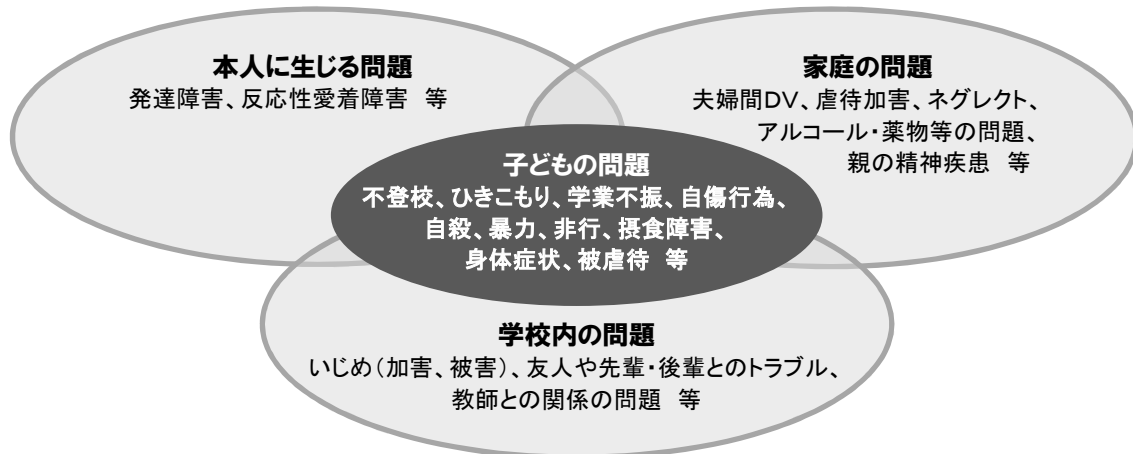 本人に生じる問題
発達障害、反応性愛着障害　等
家庭の問題
夫婦間DV、虐待加害、ネグレクト、
アルコール・薬物等の問題、
親の精神疾患　等
子どもの問題
不登校、ひきこもり、学業不振、自傷行為、
自殺、暴力、非行、摂食障害、
身体症状、被虐待　等
学校内の問題
いじめ（加害、被害）、友人や先輩・後輩とのトラブル、
教師との関係の問題　等